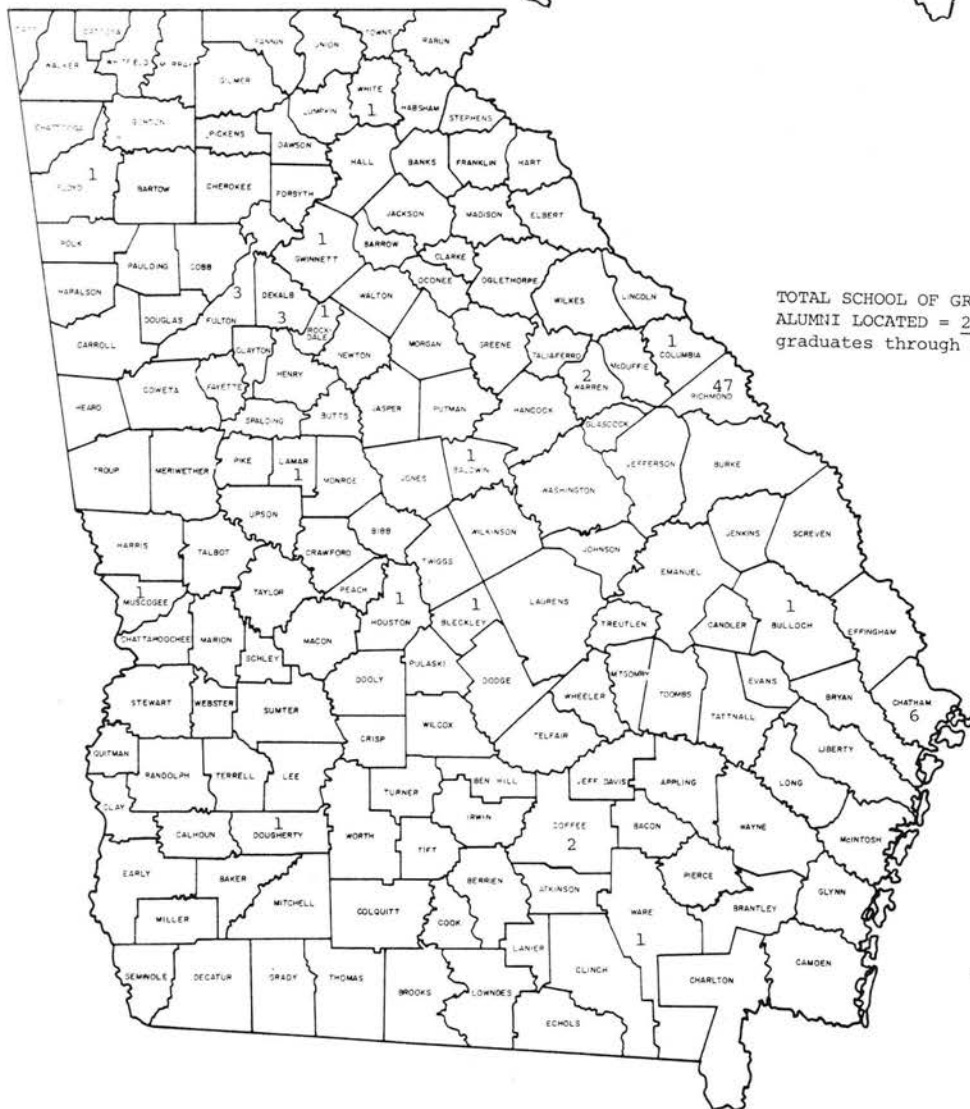 WALKER
WHITFIELD
MURRAY
FANNIN
UNION
TOWNS
RABUN
GILMER
WHITE
1
LUMPKIN
HABSHAM
STEPHENS
CHATTOOGA
GORDON
PICKENS
DAWSON
HALL
BANKS
FRANKLIN
HART
FLOYD 1
BARTOW
CHEROKEE
FORSYTH
JACKSON
MADISON
ELBERT
POLK
PAULDING
COBB
1
GWINNETT
BARROW
CLARKE
OCONEE
OGLETHORPE
HARALSON
DOUGLAS
3
FULTON
DEKALB
3
1
ROCK-
DALE
WALTON
WILKES
LINCOLN
TOTAL SCHOOL OF GR
ALUMNI LOCATED = 2
graduates through
CARROLL
CLAYTON
NEWTON
MORGAN
GREENE
TALIAFERRO
McDUFFIE
1
COLUMBIA
HEARD
COWETA
FAYETTE
HENRY
2
WARREN
47
RICHMOND
SPALDING
BUTTS
JASPER
PUTMAN
HANCOCK
GLASCOCK
TROUP
MERIWETHER
PIKE
LAMAR
1
MONROE
JONES
1
BALDWIN
WASHINGTON
JEFFERSON
BURKE
UPSON
BIBB
WILKINSON
JENKINS
SCREVEN
HARRIS
TALBOT
CRAWFORD
TWIGGS
JOHNSON
EMANUEL
1
MUSCOGEE
TAYLOR
PEACH
1
HOUSTON
1
BLECKLEY
LAURENS
TREUTLEN
CANDLER
1
BULLOCH
EFFINGHAM
CHATTAHOOCHEE
MARION
SCHLEY
MACON
PULASKI
DODGE
DOOLY
WHEELER
MTGOMRY
TOOMBS
EVANS
BRYAN
CHATHAM
6
STEWART
WEBSTER
SUMTER
WILCOX
TATTNALL
CRISP
TELFAIR
LIBERTY
QUITMAN
RANDOLPH
TERRELL
LEE
TURNER
BEN HILL
JEFF DAVIS
APPLING
LONG
CLAY
CALHOUN
1
DOUGHERTY
WORTH
IRWIN
COFFEE
2
BACON
WAYNE
McINTOSH
TIFT
EARLY
BAKER
MITCHELL
BERRIEN
ATKINSON
PIERCE
GLYNN
MILLER
COLQUITT
COOK
WARE
1
BRANTLEY
LANIER
CLINCH
CHARLTON
CAMDEN
SEMINOLE
DECATUR
GRADY
THOMAS
BROOKS
LOWNDES
ECHOLS